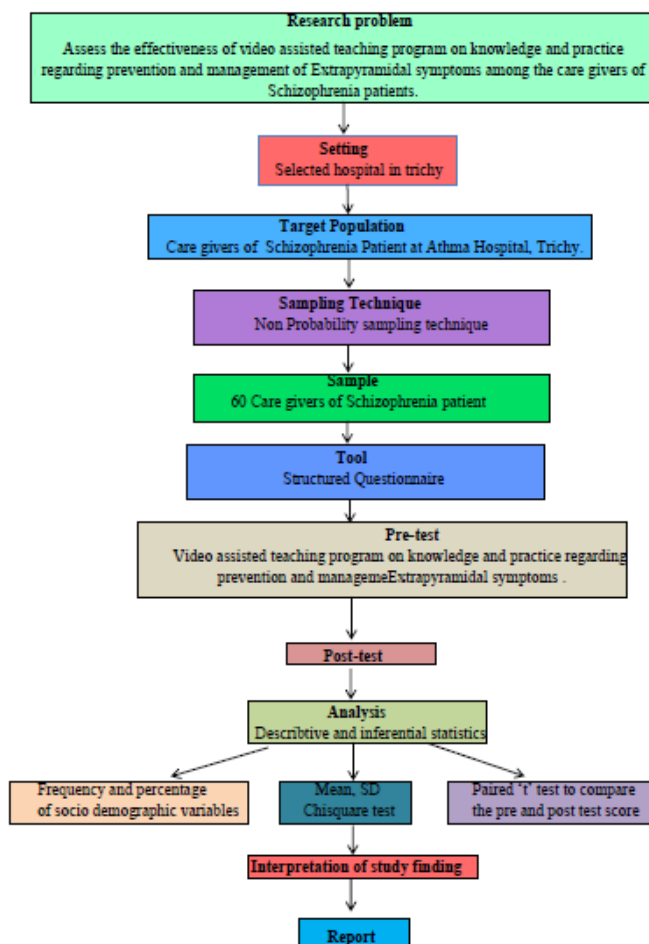 Research problem
Assess the effectiveness of video assisted teaching program on knowledge and practice
regarding prevention and management of Extrapyramidal symptoms among the care givers of
Schizophrenia patients.
Setting
Selected hospital in trichy
Target Population
Care givers of Schizophrenia Patient at Athma Hospital, Trichy.
Sampling Technique
Non Probability sampling technique
Sample
60 Care givers of Schizophrenia patient
Tool
Structured Questionnaire
Pre-test
Video assisted teaching program on knowledge and practice regarding
prevention and managemeExtrapyramidal symptoms .
Post-test
Analysis
Describtive and inferential statistics
Frequency and percentage
of socio demographic variables
Mean, SD
Chisquare test
Paired 't' test to compare
the pre and post test score
Interpretation of study finding
Report